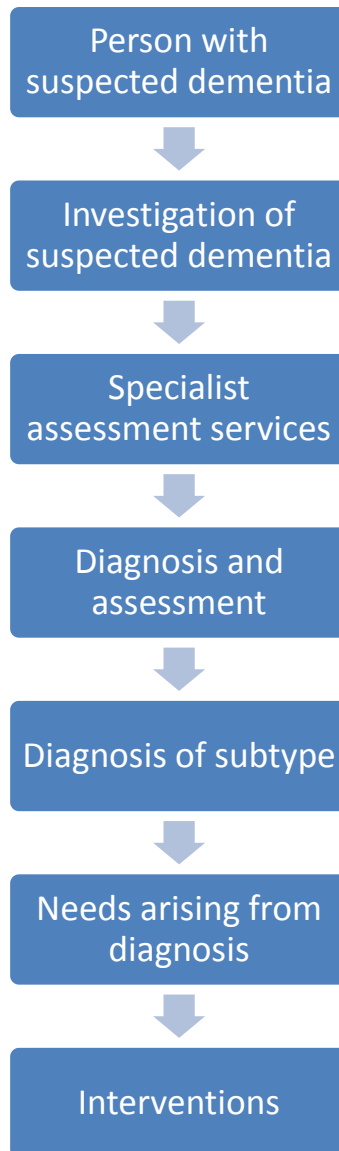 Person with
suspected dementia
Investigation of
suspected dementia
Specialist
assessment services
Diagnosis and
assessment
Diagnosis of subtype
Needs arising from
diagnosis
Interventions